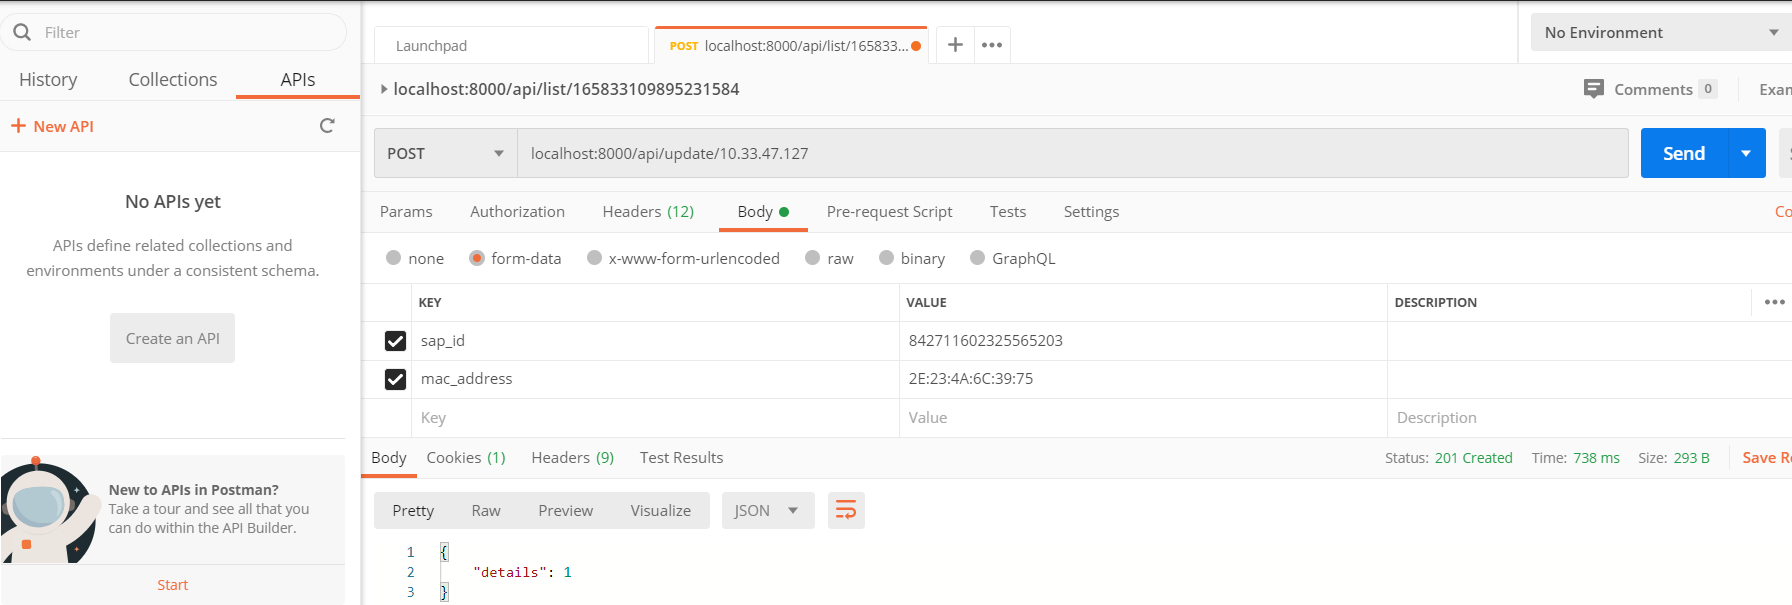 Filter
History Collections APIs
+ New API
No APIs yet
APIs define related collections and
environments under a consistent schema.
Create an API
New to APIs in Postman?
Take a tour and see all that you
can do within the API Builder.
Start
Launchpad
POST localhost:8000/api/list/165833...
No Environment
localhost:8000/api/list/165833109895231584
Comments 0
Exam
POST localhost:8000/api/update/10.33.47.127
Send
Params Authorization Headers (12) Body Pre-request Script Tests Settings
Co
none form-data x-www-form-urlencoded raw binary GraphQL
KEY VALUE DESCRIPTION
sap_id 842711602325565203
mac_address 2E:23:4A:6C:39:75
Key Value Description
Body Cookies (1) Headers (9) Test Results
Status: 201 Created Time: 738 ms Size: 293 B Save Re
Pretty Raw Preview Visualize JSON
1 {
2 "details": 1
3 }